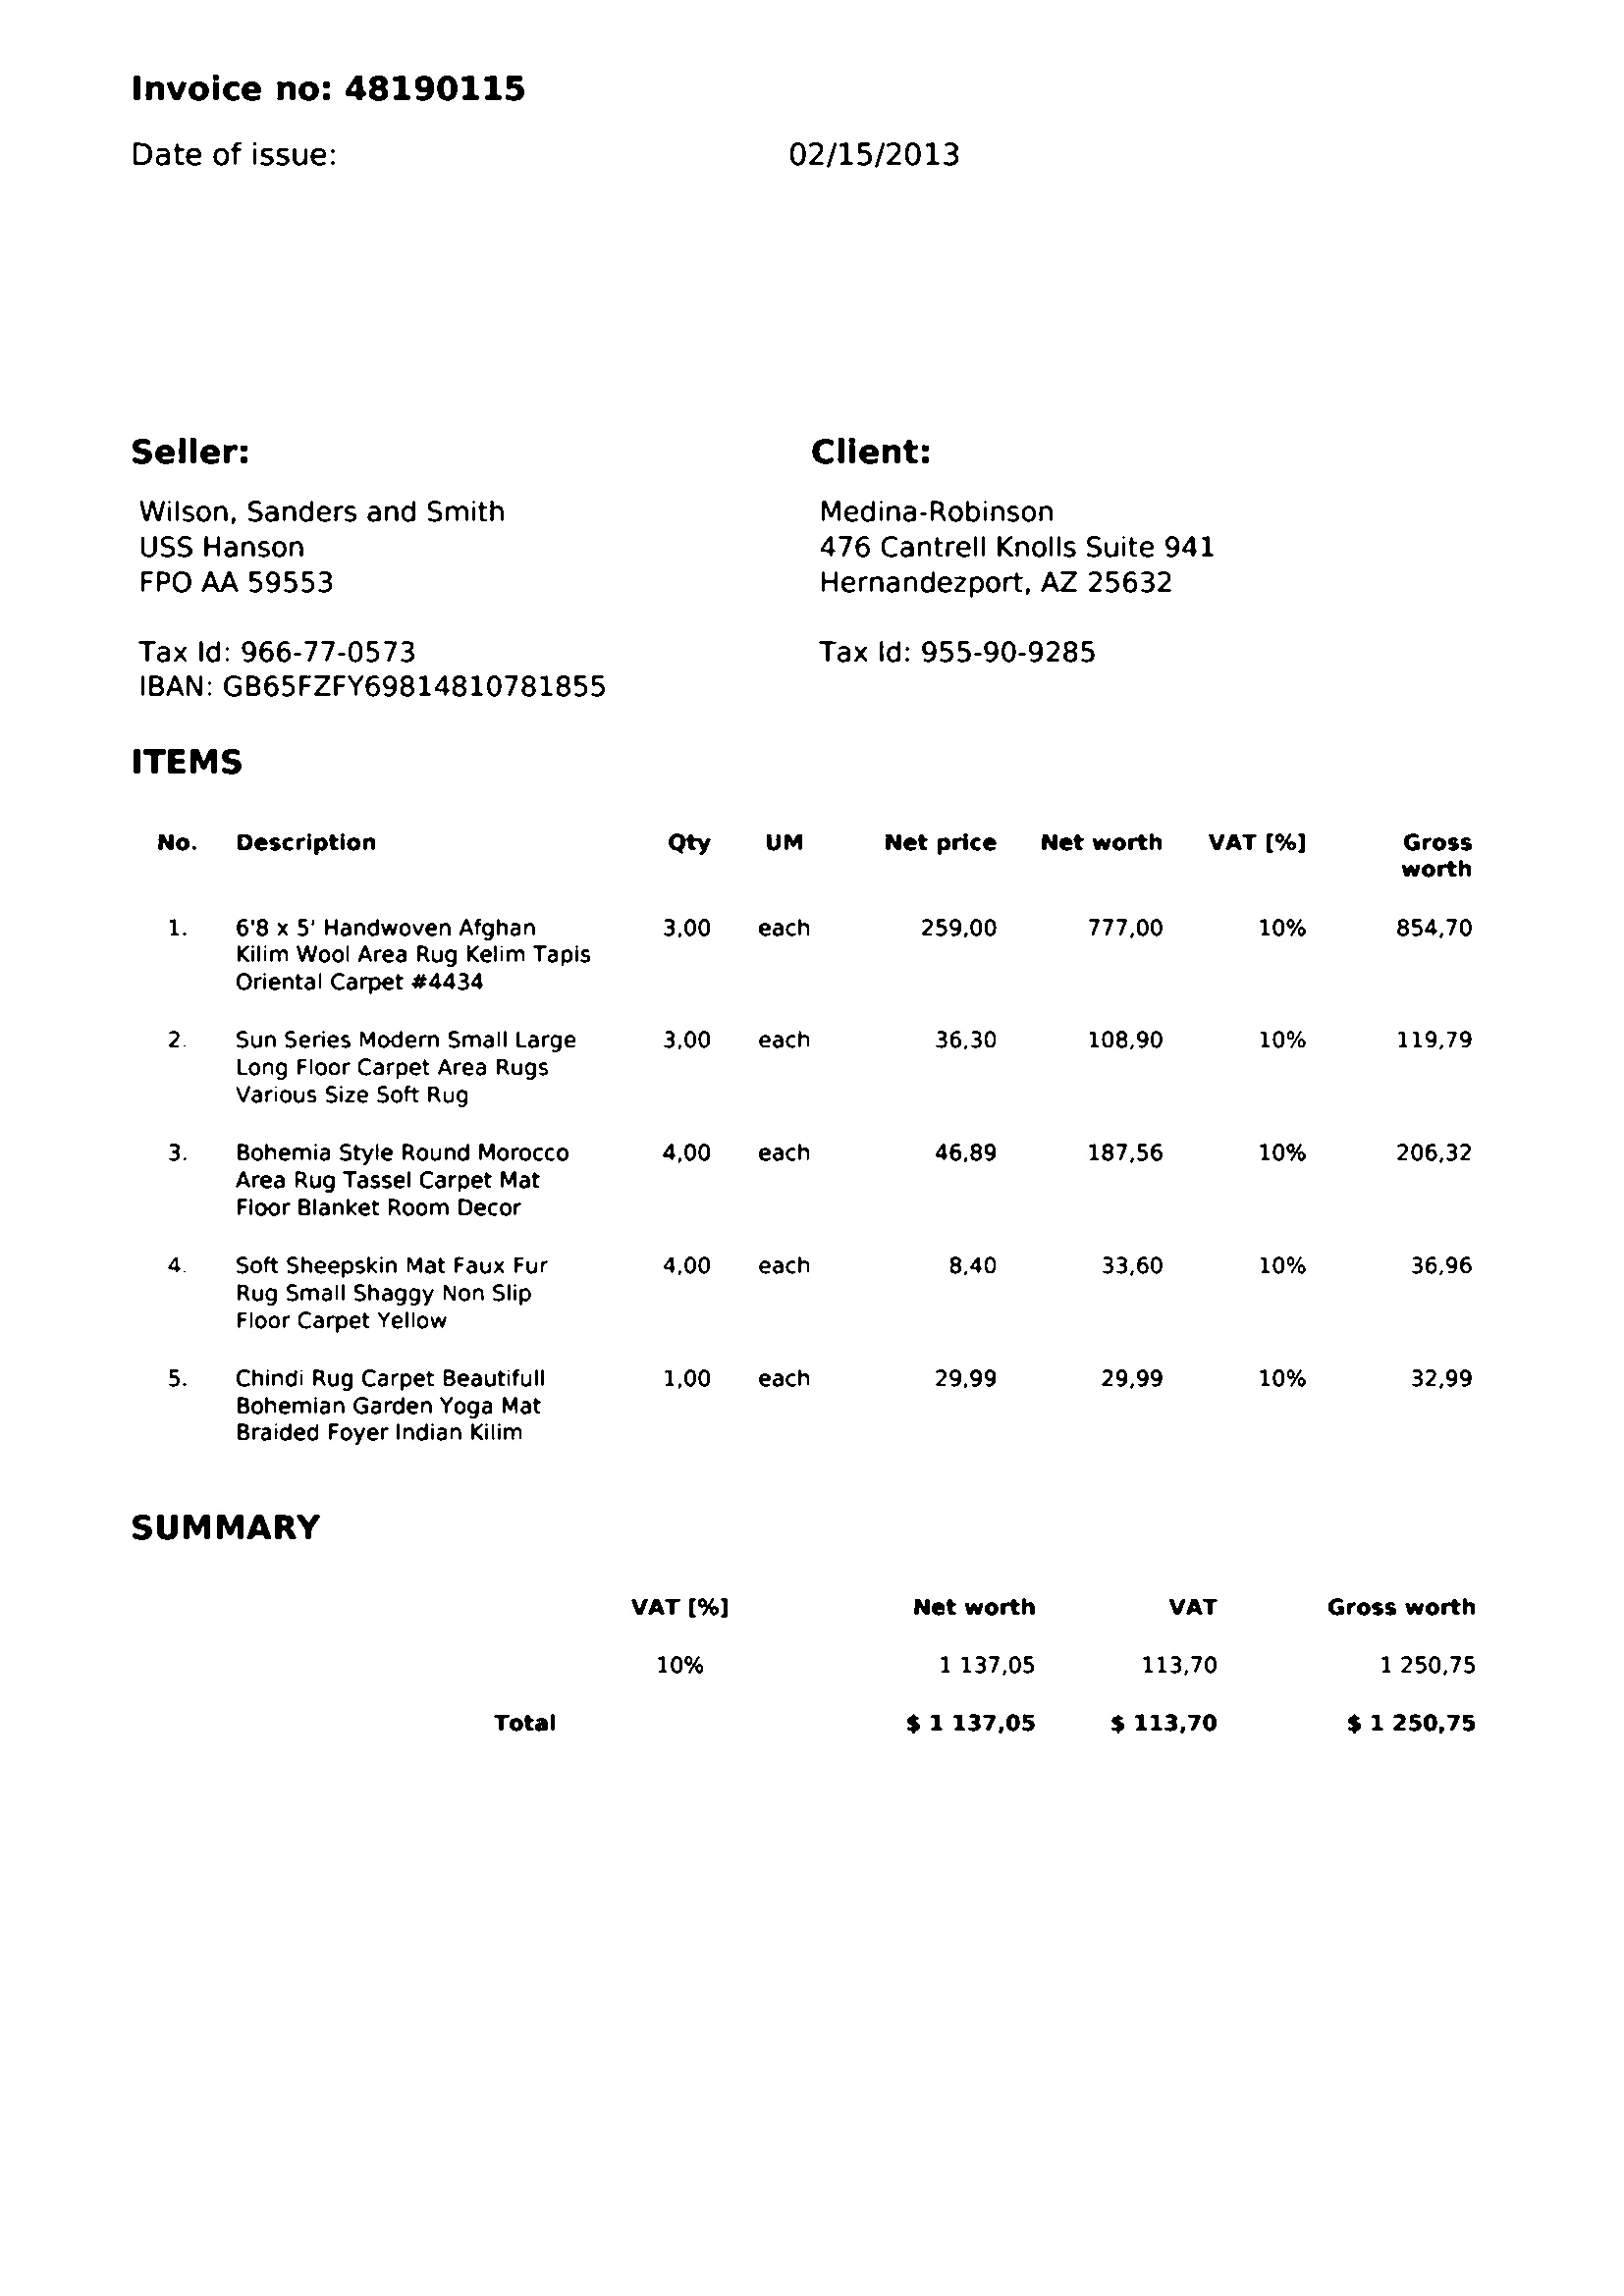 Invoice no: 48190115
Date of issue: 02/15/2013
Seller: Client:
Wilson, Sanders and Smith Medina-Robinson
USS Hanson 476 Cantrell Knolls Suite 941
FPO AA 59553 Hernandezport, AZ 25632
Tax Id: 966-77-0573 Tax Id: 955-90-9285
IBAN: GB65FZFY69814810781855
ITEMS
No. Description Qty UM Net price Net worth VAT [%] Gross
worth
1. 6'8 x 5' Handwoven Afghan 3,00 each 259,00 777,00 10% 854,70
Kilim Wool Area Rug Kelim Tapis
Oriental Carpet #4434
2. Sun Series Modern Small Large 3,00 each 36,30 108,90 10% 119,79
Long Floor Carpet Area Rugs
Various Size Soft Rug
3. Bohemia Style Round Morocco 4,00 each 46,89 187,56 10% 206,32
Area Rug Tassel Carpet Mat
Floor Blanket Room Decor
4. Soft Sheepskin Mat Faux Fur 4,00 each 8,40 33,60 10% 36,96
Rug Small Shaggy Non Slip
Floor Carpet Yellow
5. Chindi Rug Carpet Beautifull 1,00 each 29,99 29,99 10% 32,99
Bohemian Garden Yoga Mat
Braided Foyer Indian Kilim
SUMMARY
VAT [%] Net worth VAT Gross worth
10% 1 137,05 113,70 1 250,75
Total $ 1 137,05 $ 113,70 $ 1 250,75